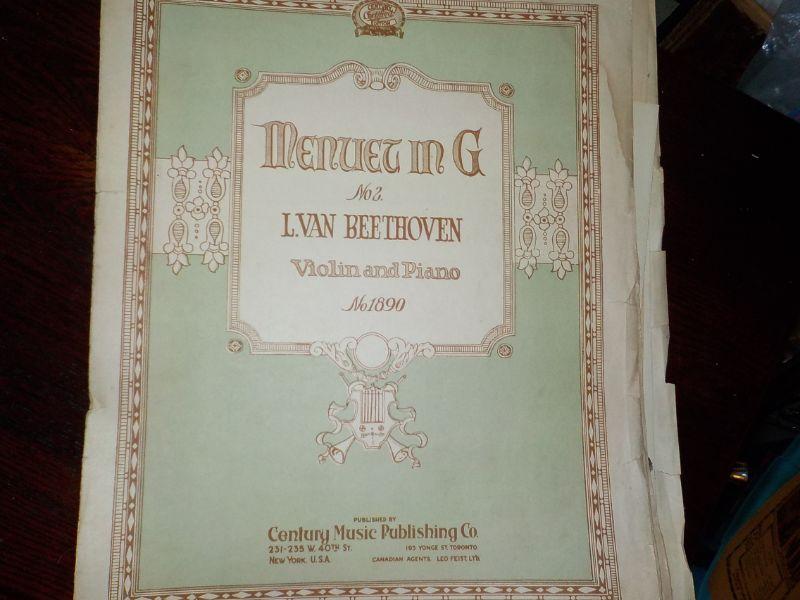 MENUET IN G
No 2.
L. VAN BEETHOVEN
Violin and Piano
No 1890
PUBLISHED BY
Century Music Publishing Co.
231-235 W. 40TH ST. 193 YONGE ST. TORONTO
NEW YORK. U.S.A. CANADIAN AGENTS. LEO FEIST. LTD.